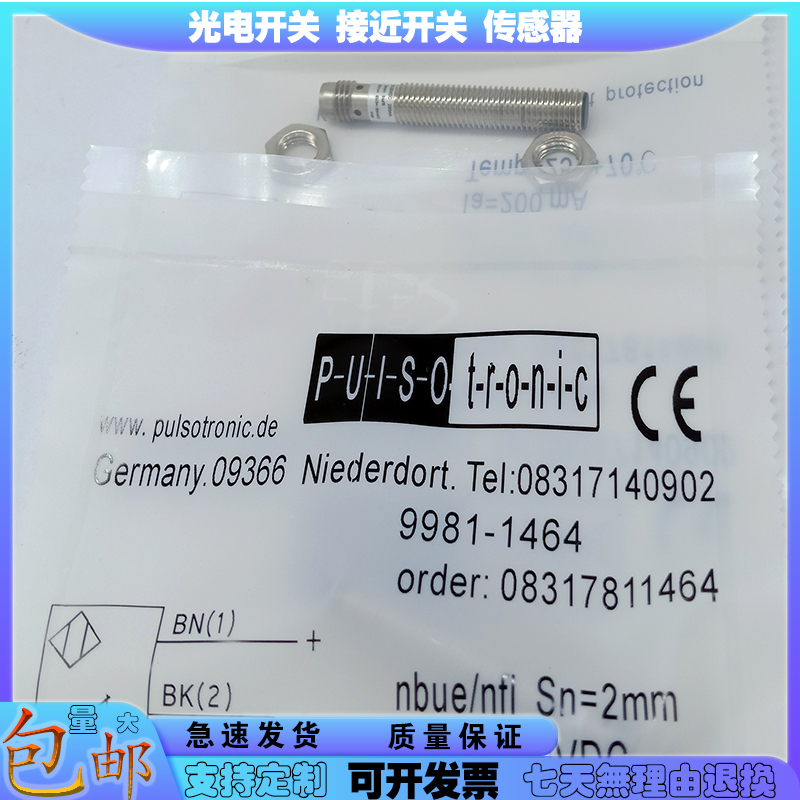 光电开关 接近开关 传感器
t protection
Temp -25 +70℃
Ia=200 mA
P-U-l-S-O t-r-o-n-i-c
CE
www. pulsotronic.de
Germany.09366 Niederdort. Tel:08317140902
9981-1464
order: 08317811464
BN(1) +
BK(2)
nbue/nfi Sn=2mm
VDC
量大
包邮
急速发货 质量保证
支持定制 可开发票 七天無理由退换